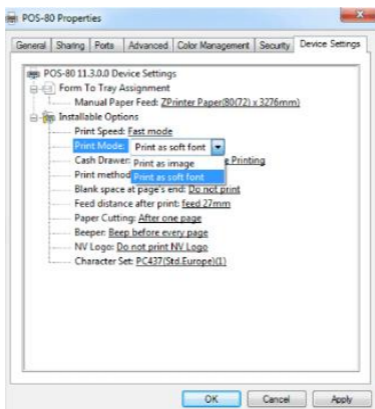 POS-80 Properties
General Sharing Ports Advanced Color Management Security Device Settings
POS-80 11.3.0.0 Device Settings
Form To Tray Assignment
Manual Paper Feed: ZPrinter Paper(80(72) x 3276mm)
Installable Options
Print Speed: Fast mode
Print Mode: Print as soft font
Cash Drawer Print as image e Printing
Print method Print as soft font
Blank space at page's end: Do not print
Feed distance after print: feed 27mm
Paper Cutting: After one page
Beeper: Beep before every page
NV Logo: Do not print NV Logo
Character Set: PC437(Std.Europe)(1)
OK Cancel Apply